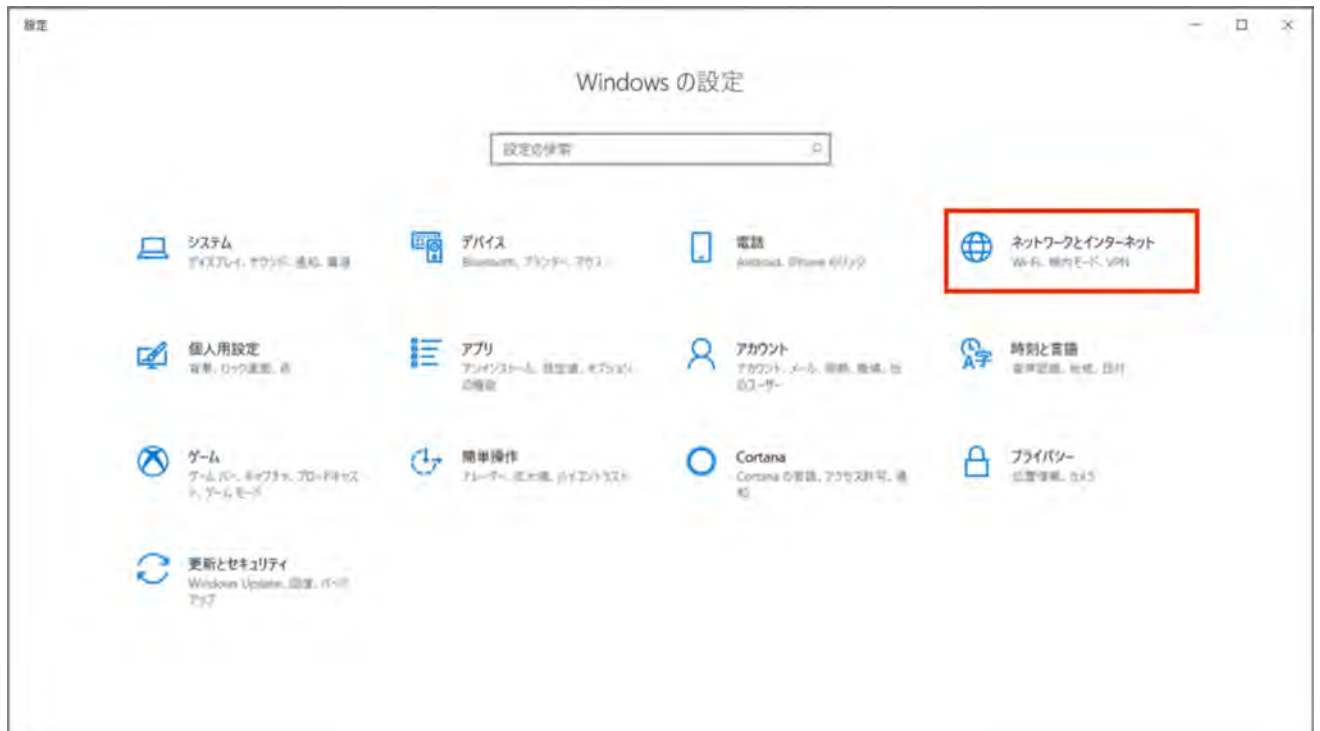 設定
Windows の設定
設定の検索
システム
ディスプレイ、サウンド、通知、電源
デバイス
Bluetooth、プリンター、マウス
電話
Android、iPhone のリンク
ネットワークとインターネット
Wi-Fi、機内モード、VPN
個人用設定
背景、ロック画面、色
アプリ
アンインストール、既定値、オプション
の機能
アカウント
アカウント、メール、同期、職場、他
のユーザー
時刻と言語
音声認識、地域、日付
ゲーム
ゲーム バー、キャプチャ、ブロードキャス
ト、ゲーム モード
簡単操作
ナレーター、拡大鏡、ハイコントラスト
Cortana
Cortana の言語、アクセス許可、通
知
プライバシー
位置情報、カメラ
更新とセキュリティ
Windows Update、回復、バック
アップ